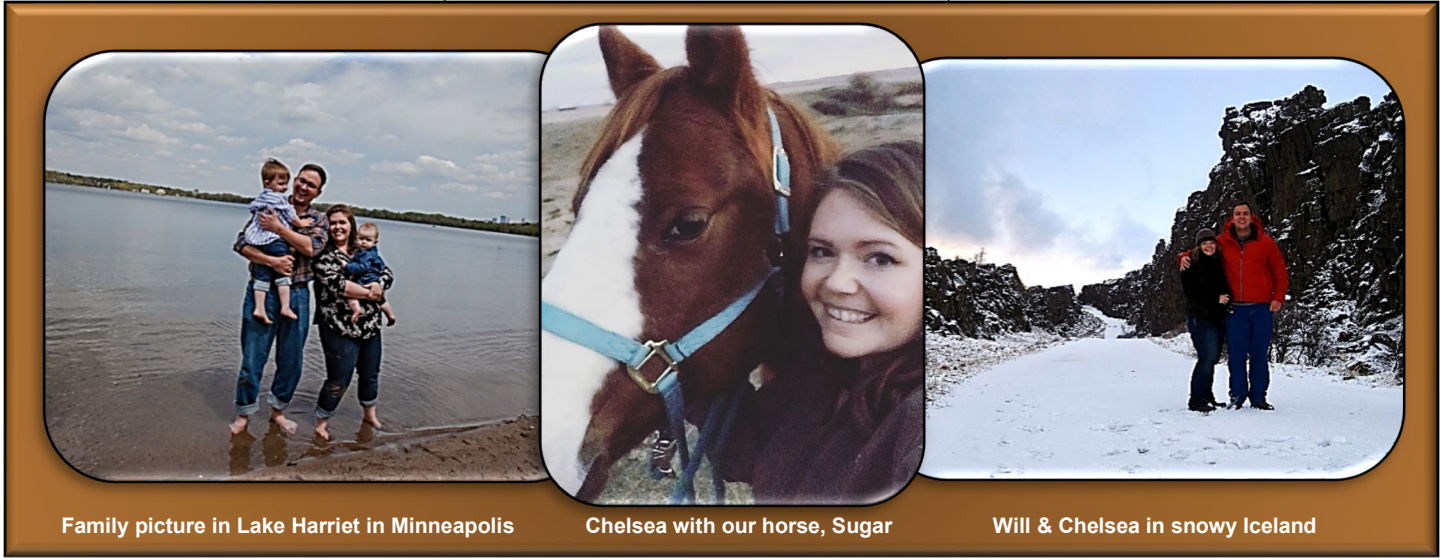 Family picture in Lake Harriet in Minneapolis
Chelsea with our horse, Sugar
Will & Chelsea in snowy Iceland